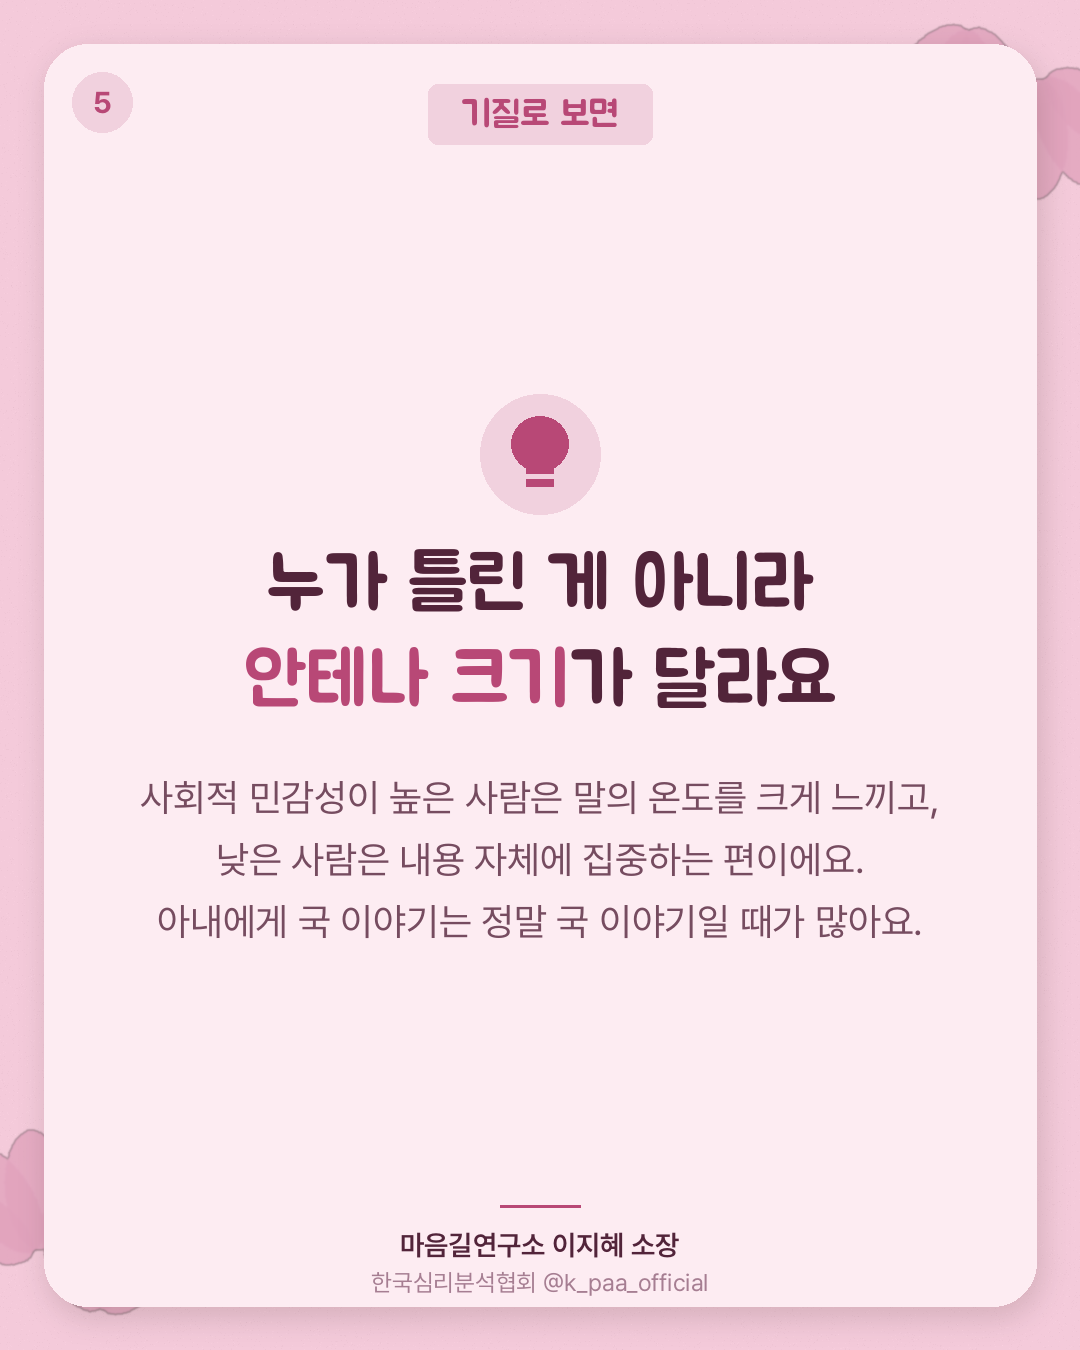 5
기질로 보면
누가 틀린 게 아니라
안테나 크기가 달라요
사회적 민감성이 높은 사람은 말의 온도를 크게 느끼고,
낮은 사람은 내용 자체에 집중하는 편이에요.
아내에게 국 이야기는 정말 국 이야기일 때가 많아요.
마음길연구소 이지혜 소장
한국심리분석협회 @k_paa_official